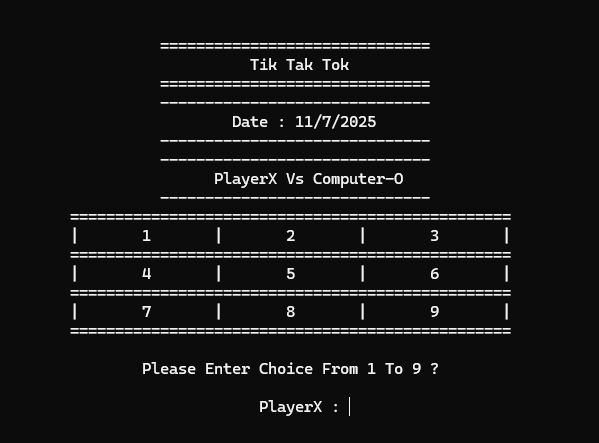 ==============================
Tik Tak Tok
==============================
------------------------------
Date : 11/7/2025
------------------------------
------------------------------
PlayerX Vs Computer-O
------------------------------
=================================================
| 1 | 2 | 3 |
=================================================
| 4 | 5 | 6 |
=================================================
| 7 | 8 | 9 |
=================================================
Please Enter Choice From 1 To 9 ?
PlayerX :